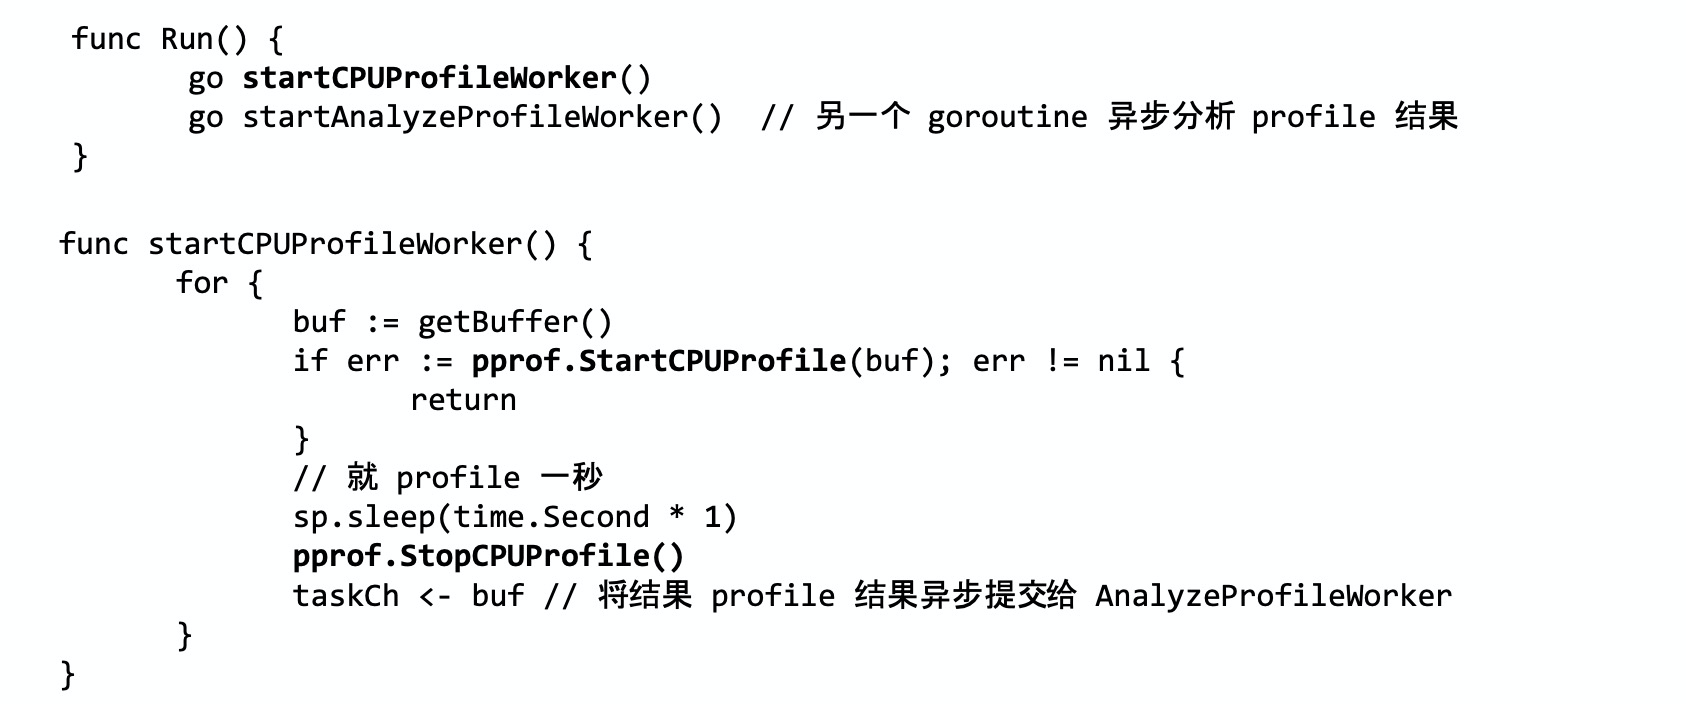 func Run() {
go startCPUProfileWorker()
go startAnalyzeProfileWorker()  // 另一个 goroutine 异步分析 profile 结果
}
func startCPUProfileWorker() {
for {
buf := getBuffer()
if err := pprof.StartCPUProfile(buf); err != nil {
return
}
// 就 profile 一秒
sp.sleep(time.Second * 1)
pprof.StopCPUProfile()
taskCh <- buf // 将结果 profile 结果异步提交给 AnalyzeProfileWorker
}
}